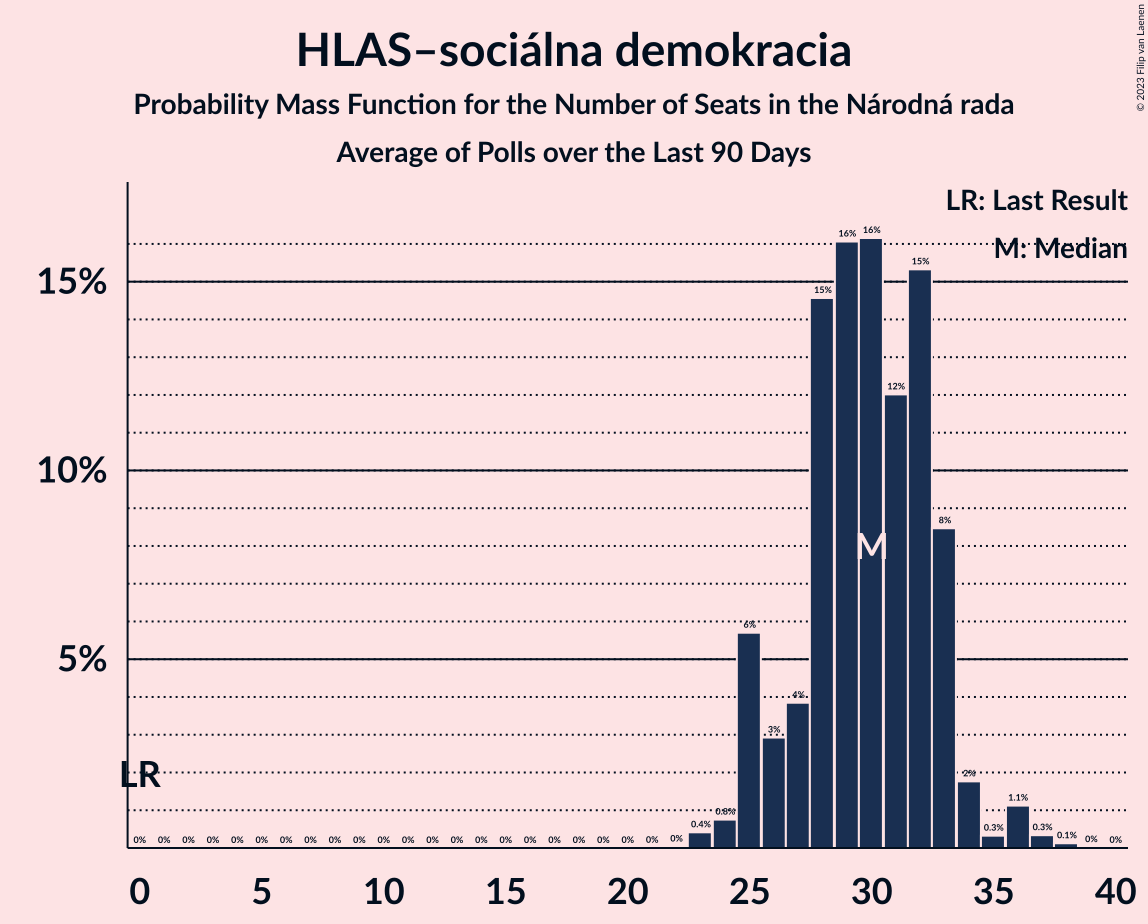 HLAS–sociálna demokracia
Probability Mass Function for the Number of Seats in the Národná rada
Average of Polls over the Last 90 Days
© 2023 Filip van Laenen
LR: Last Result
M: Median
15%
10%
5%
LR
M
0% 0% 0% 0% 0% 0% 0% 0% 0% 0% 0% 0% 0% 0% 0% 0% 0% 0% 0% 0% 0% 0% 0% 0.4% 0.8% 6% 3% 4% 15% 16% 16% 12% 15% 8% 2% 0.3% 1.1% 0.3% 0.1% 0% 0%
0 5 10 15 20 25 30 35 40